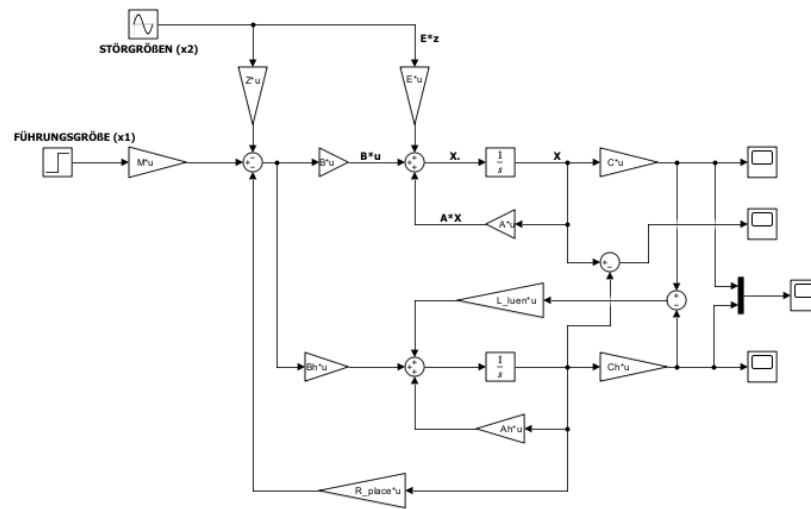 STÖRGRÖßEN (x2)
E*z
Z*u
E*u
FÜHRUNGSGRÖßE (x1)
M*u
B*u
B*u
X.
1
s
X
C*u
A*X
A*u
L_luen*u
Bh*u
1
s
Ch*u
Ah*u
R_place*u